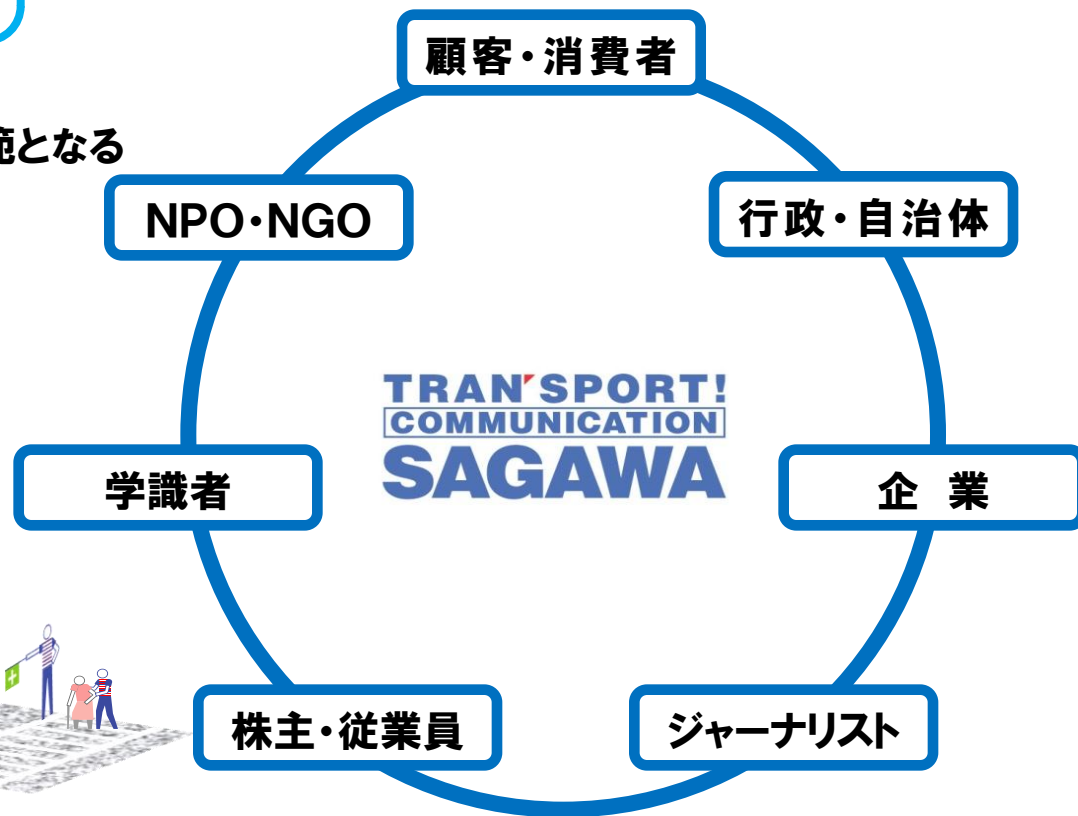 顧客・消費者
範となる
NPO・NGO
行政・自治体
TRAN'SPORT!
COMMUNICATION
SAGAWA
学識者
企 業
株主・従業員
ジャーナリスト